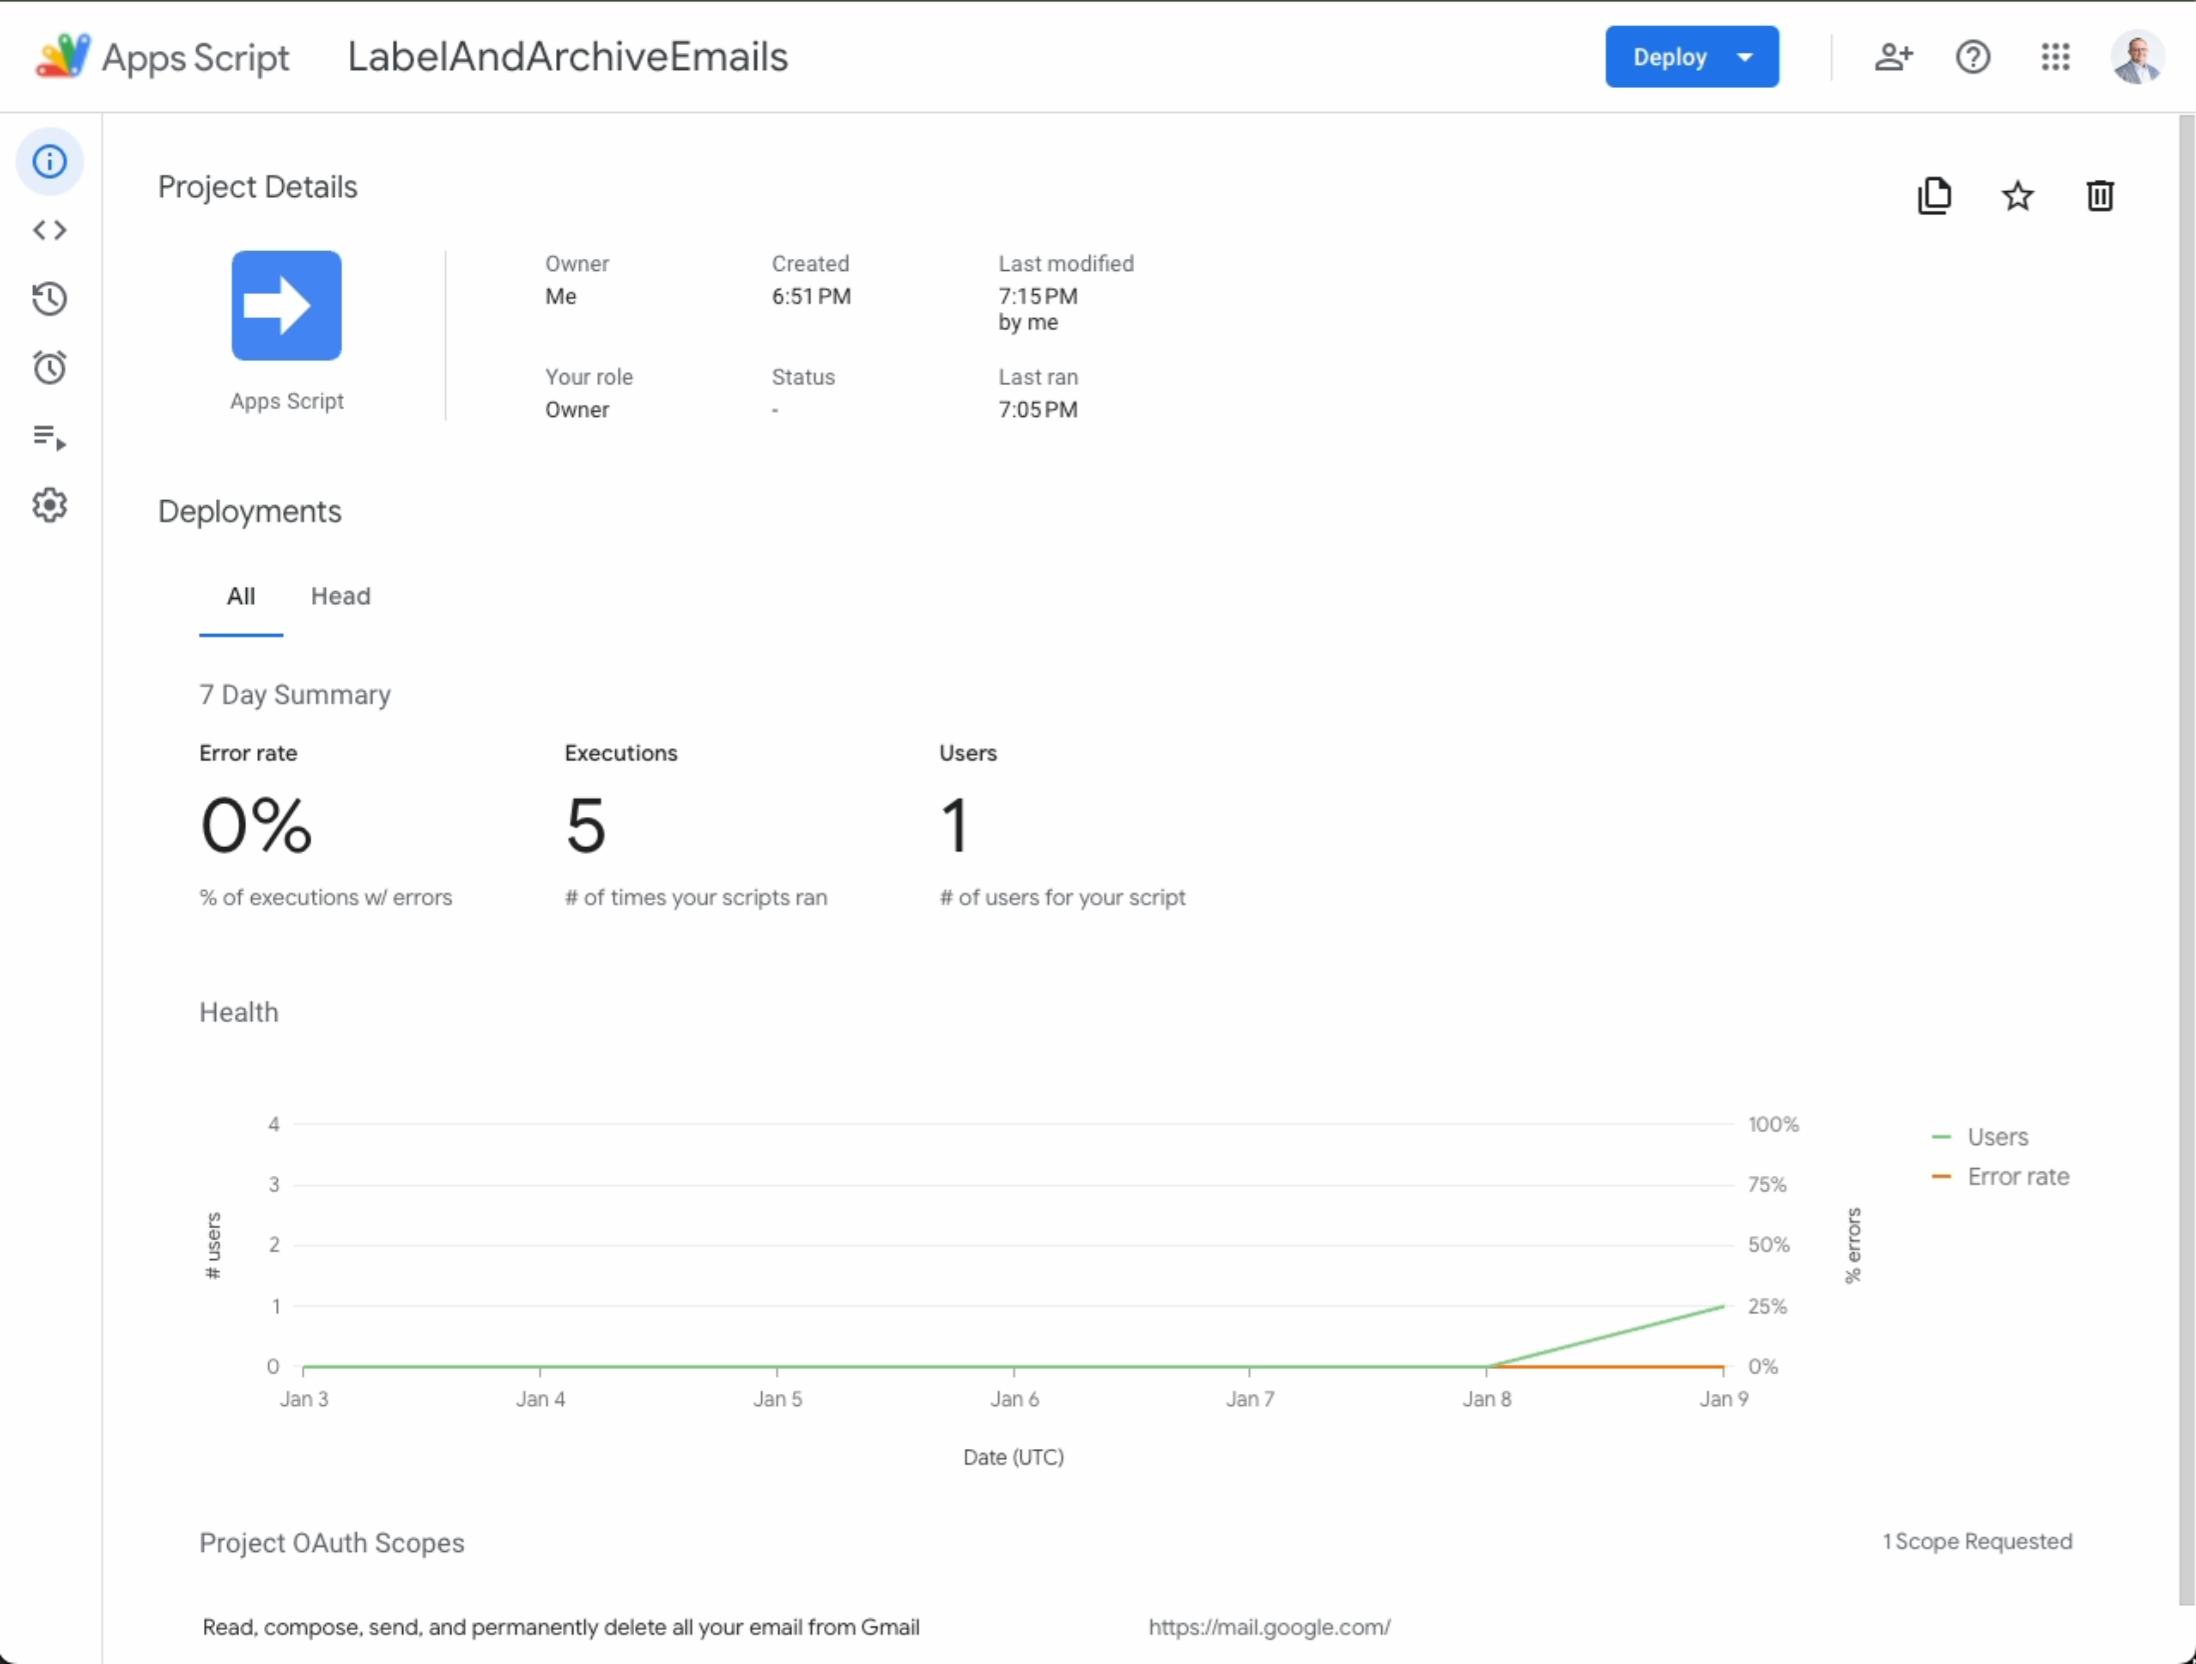 Apps Script
LabelAndArchiveEmails
Deploy
Project Details
Apps Script
Owner
Me
Created
6:51 PM
Last modified
7:15 PM
by me
Your role
Owner
Status
-
Last ran
7:05 PM
Deployments
All
Head
7 Day Summary
Error rate
0%
% of executions w/ errors
Executions
5
# of times your scripts ran
Users
1
# of users for your script
Health
4
3
2
1
0
# users
100%
75%
50%
25%
0%
% errors
Users
Error rate
Jan 3
Jan 4
Jan 5
Jan 6
Jan 7
Jan 8
Jan 9
Date (UTC)
Project OAuth Scopes
1 Scope Requested
Read, compose, send, and permanently delete all your email from Gmail
https://mail.google.com/